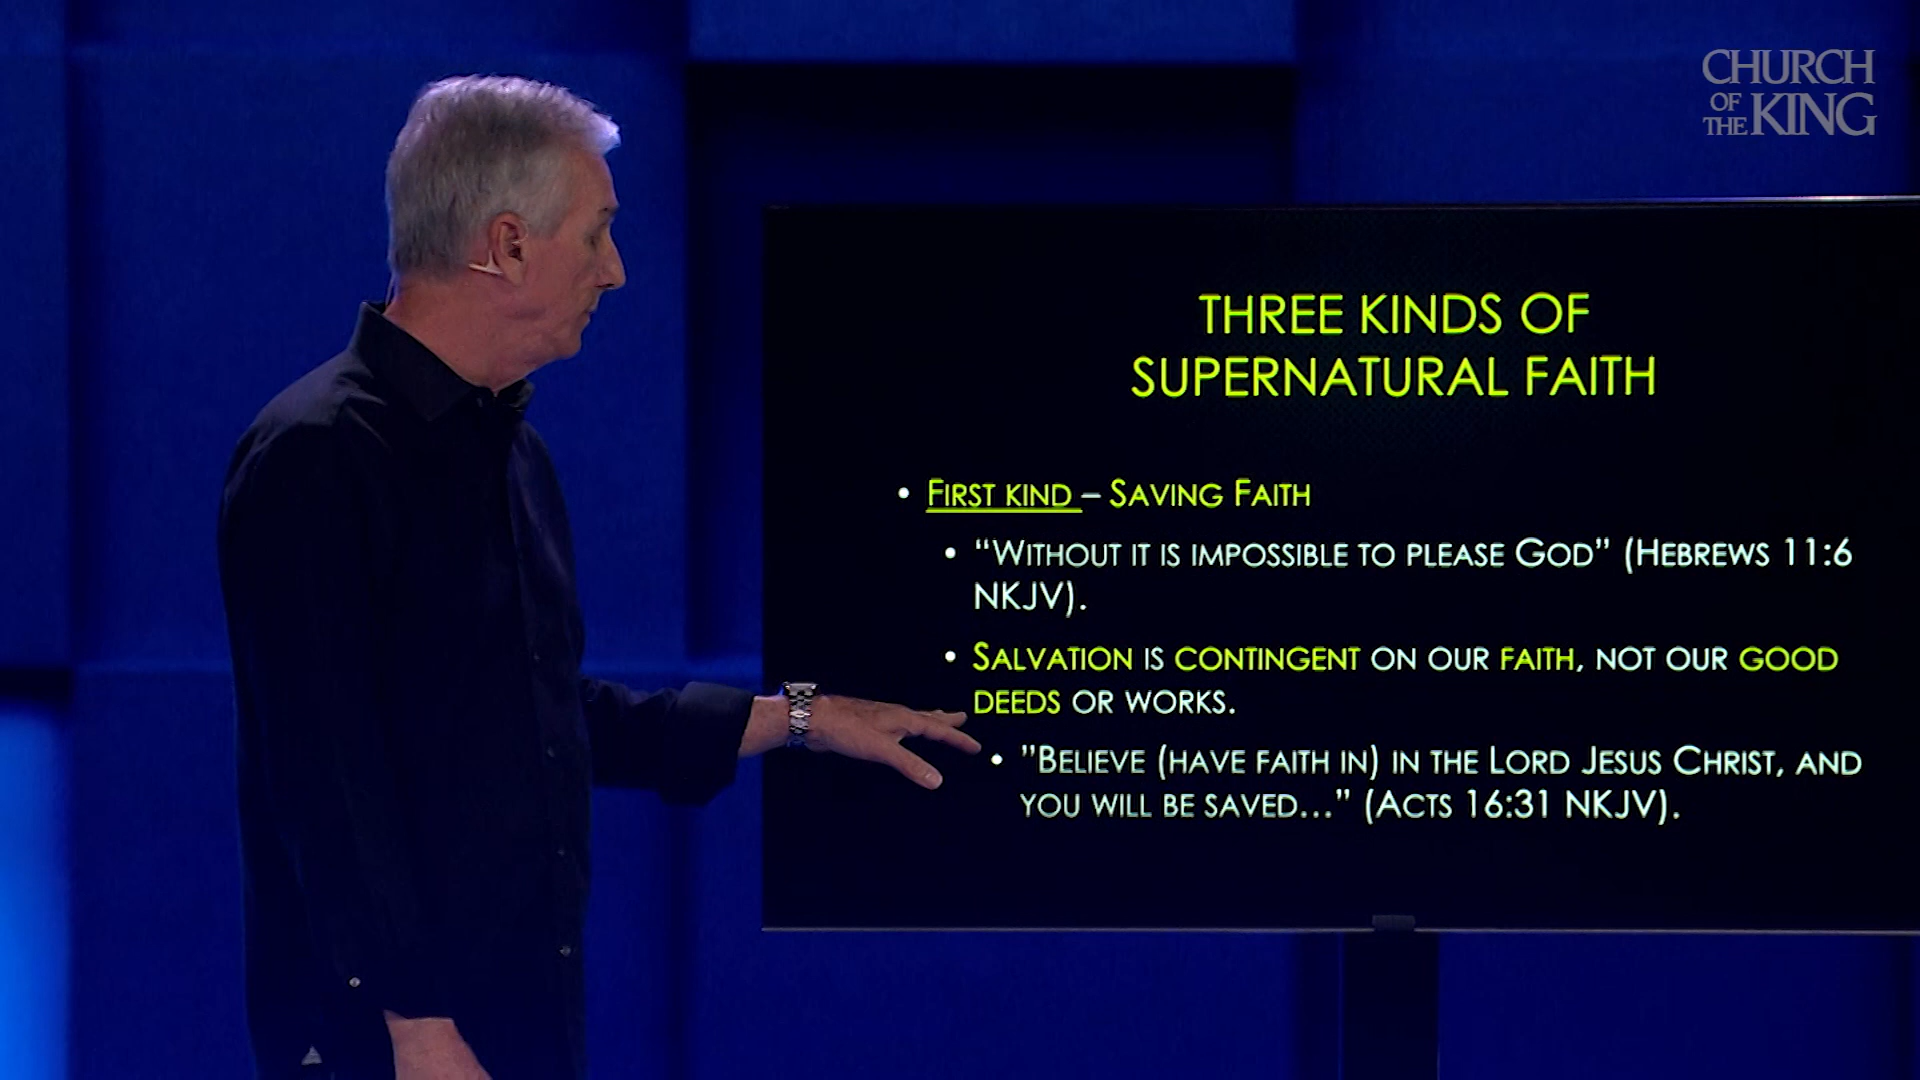 CHURCH
OF
THE KING
THREE KINDS OF
SUPERNATURAL FAITH
• FIRST KIND – SAVING FAITH
• “WITHOUT IT IS IMPOSSIBLE TO PLEASE GOD” (HEBREWS 11:6
NKJV).
• SALVATION IS CONTINGENT ON OUR FAITH, NOT OUR GOOD
DEEDS OR WORKS.
• ”BELIEVE (HAVE FAITH IN) IN THE LORD JESUS CHRIST, AND
YOU WILL BE SAVED…” (ACTS 16:31 NKJV).